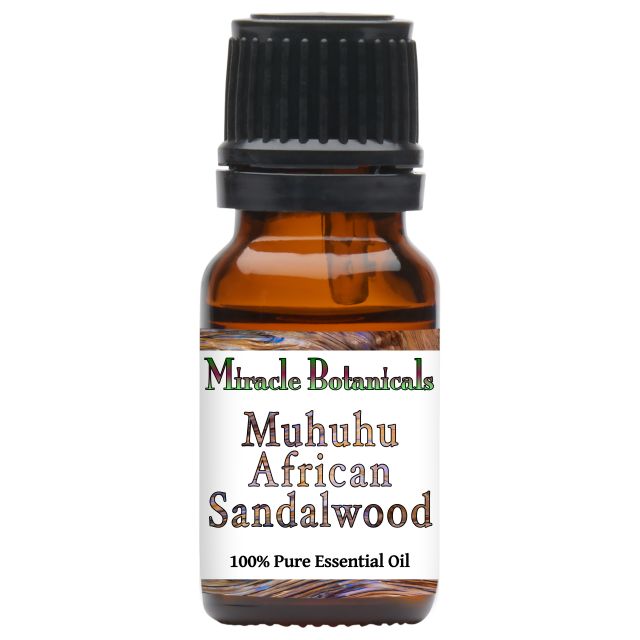 Miracle Botanicals
Muhuhu
African
Sandalwood
100% Pure Essential Oil